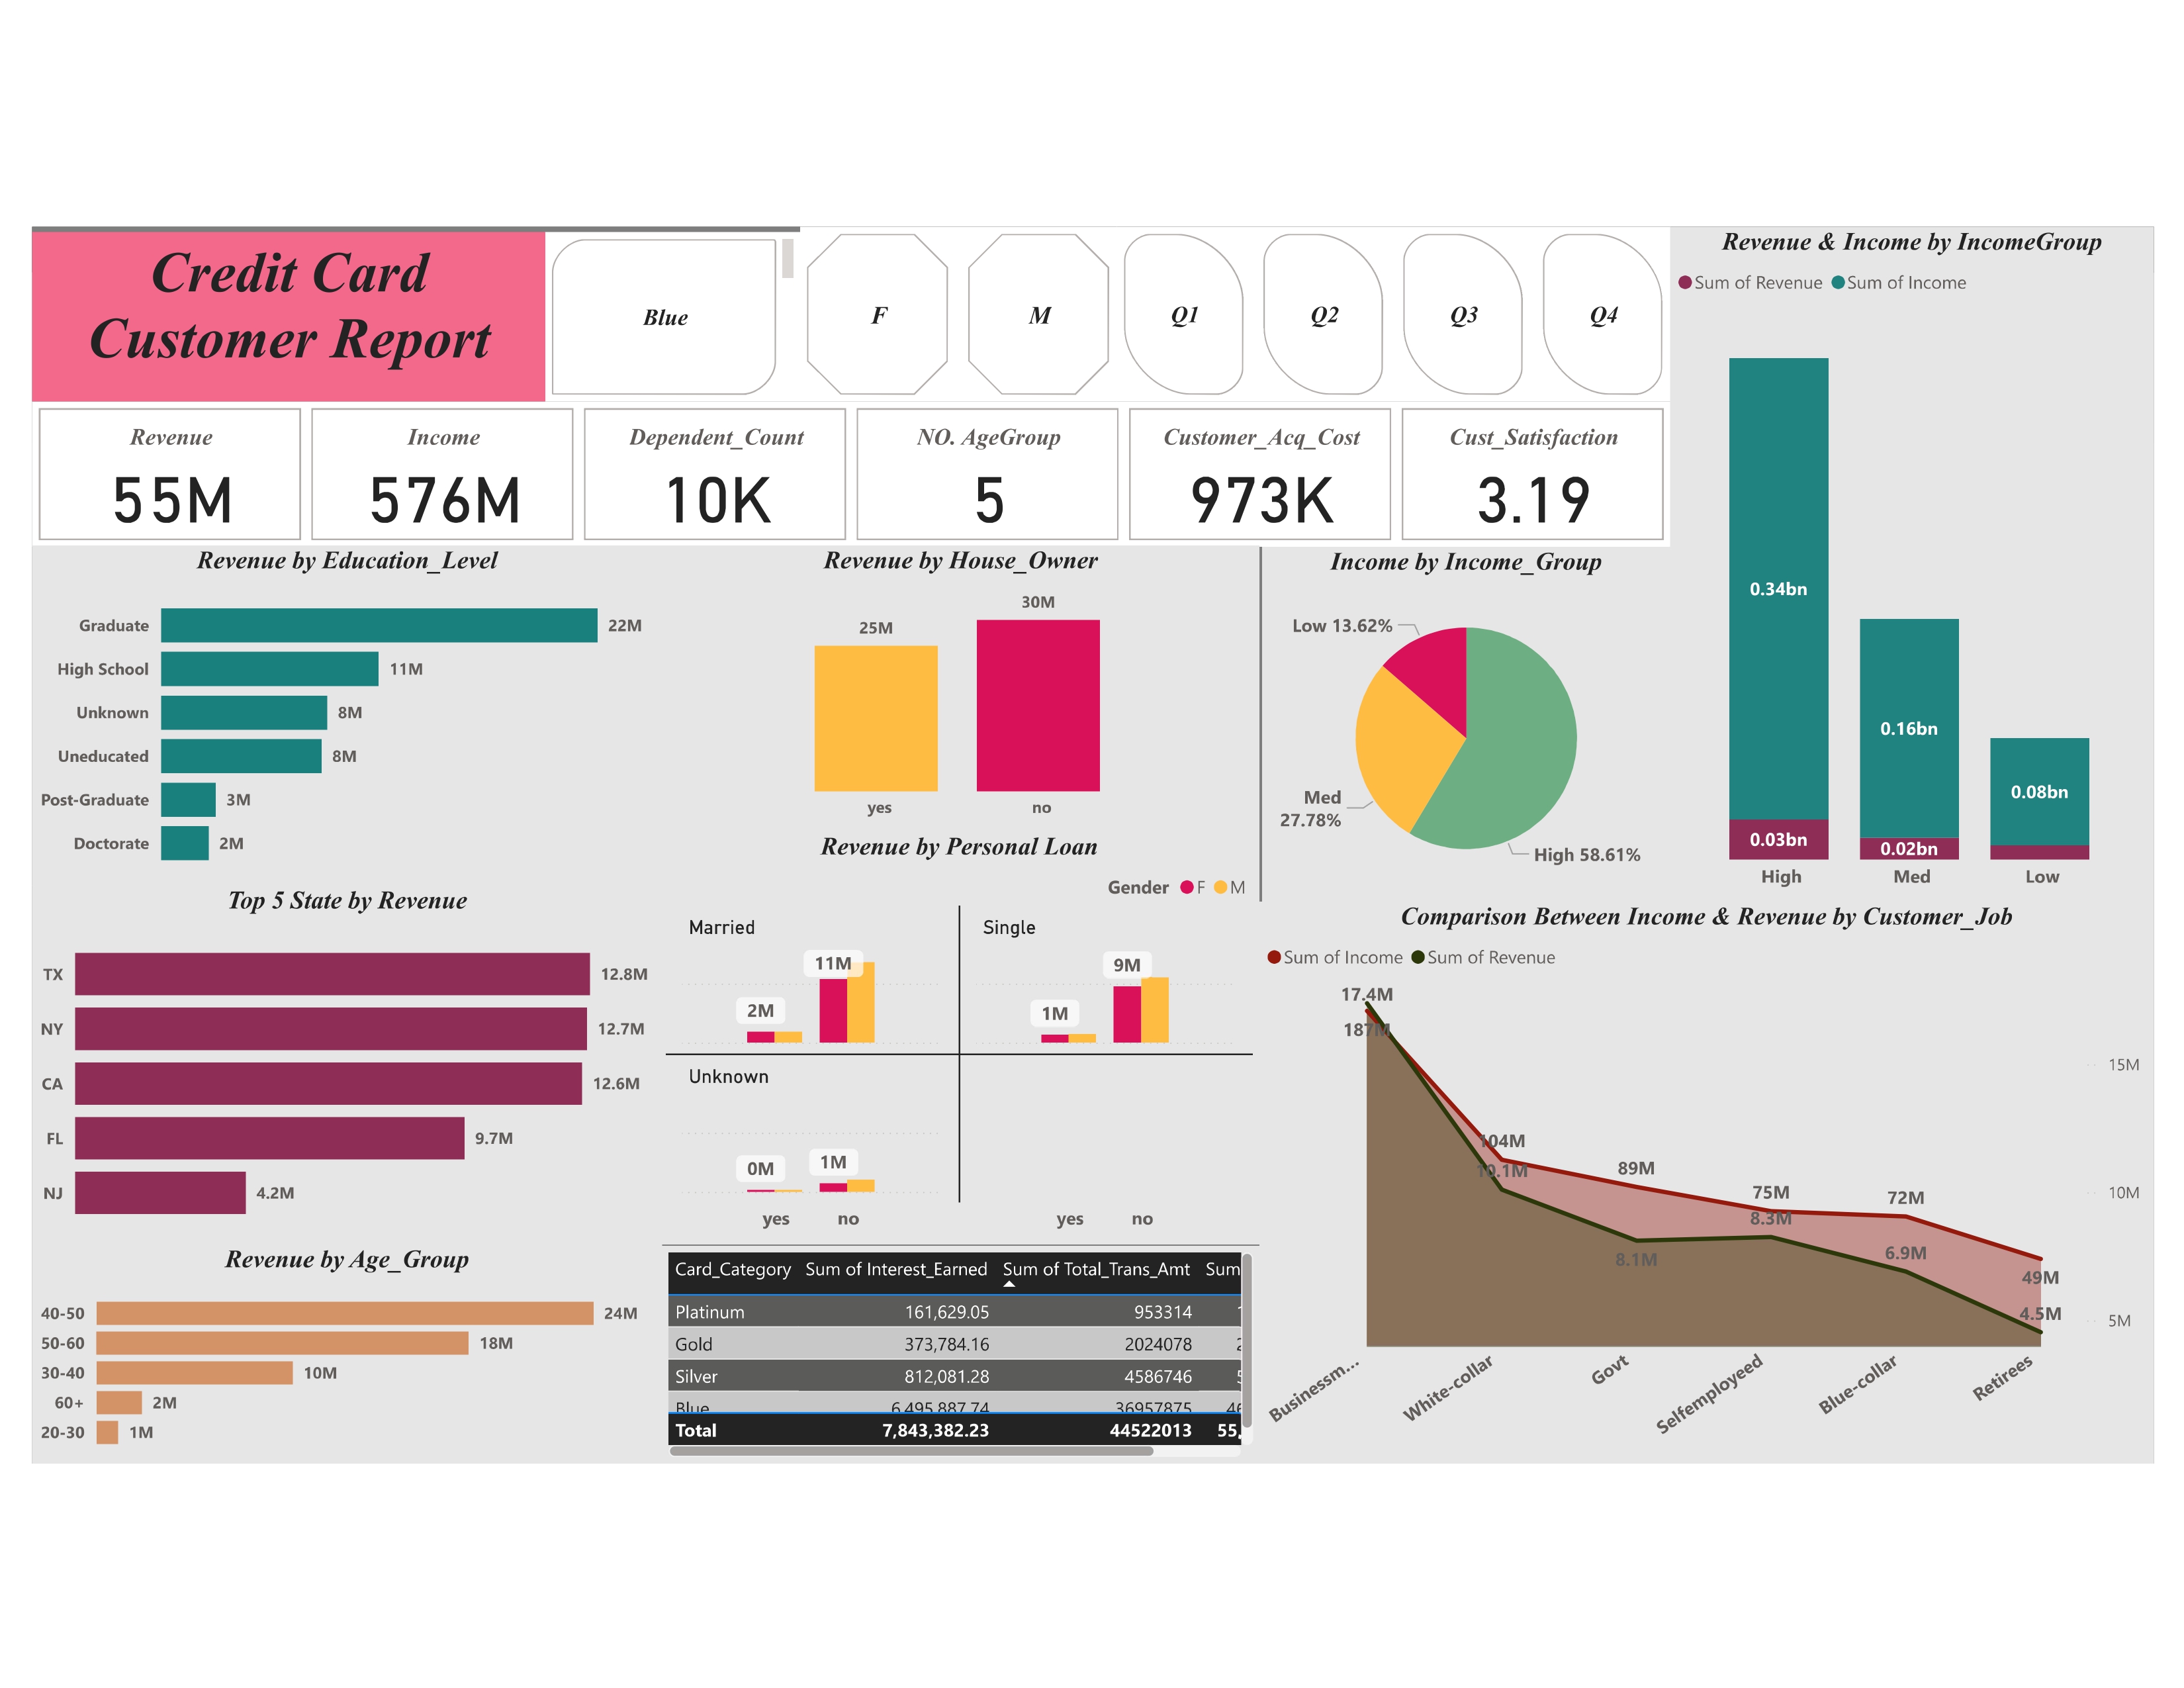 Credit Card
Customer Report
Blue
F
M
Q1
Q2
Q3
Q4
Revenue
55M
Income
576M
Dependent_Count
10K
NO. AgeGroup
5
Customer_Acq_Cost
973K
Cust_Satisfaction
3.19
Revenue & Income by IncomeGroup
Sum of Revenue Sum of Income
0.34bn
0.03bn
High
0.16bn
0.02bn
Med
0.08bn
Low
Revenue by Education_Level
Graduate 22M
High School 11M
Unknown 8M
Uneducated 8M
Post-Graduate 3M
Doctorate 2M
Revenue by House_Owner
25M
30M
yes
no
Income by Income_Group
Low 13.62%
Med
27.78%
High 58.61%
Top 5 State by Revenue
TX 12.8M
NY 12.7M
CA 12.6M
FL 9.7M
NJ 4.2M
Revenue by Personal Loan
Gender F M
Married
2M
11M
Single
1M
9M
Unknown
0M
1M
yes no
yes no
Revenue by Age_Group
40-50 24M
50-60 18M
30-40 10M
60+ 2M
20-30 1M
Card_Category Sum of Interest_Earned Sum of Total_Trans_Amt Sum
Platinum 161,629.05 953314
Gold 373,784.16 2024078
Silver 812,081.28 4586746
Blue 6,495,887.74 36957875 46
Total 7,843,382.23 44522013 55,
Comparison Between Income & Revenue by Customer_Job
Sum of Income Sum of Revenue
17.4M
187M
104M
10.1M
89M
8.1M
75M
8.3M
72M
6.9M
49M
4.5M
15M
10M
5M
Businessm...
White-collar
Govt
Selfemployeed
Blue-collar
Retirees